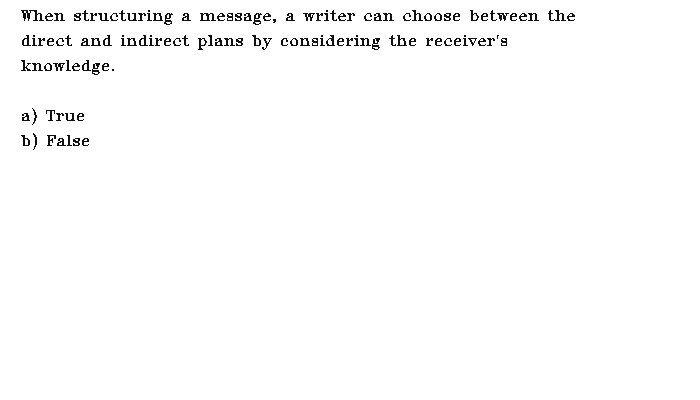 When structuring a message, a writer can choose between the
direct and indirect plans by considering the receiver's
knowledge.

a) True
b) False